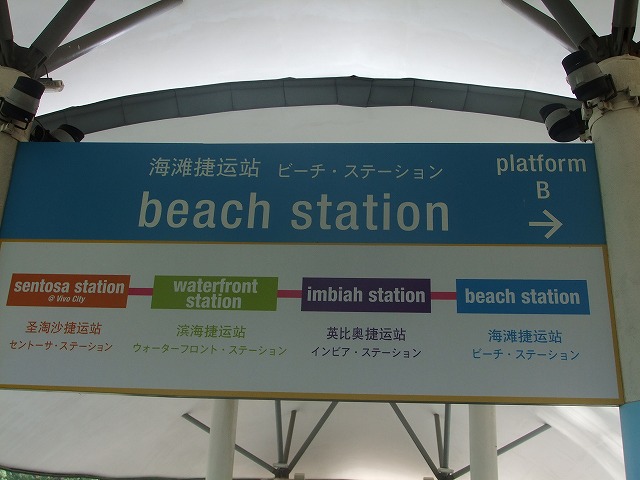 海滩捷运站 ビーチ・ステーション
beach station
platform
B
sentosa station
@ Vivo City
圣淘沙捷运站
セントーサ・ステーション
waterfront
station
滨海捷运站
ウォーターフロント・ステーション
imbiah station
英比奥捷运站
インビア・ステーション
beach station
海滩捷运站
ビーチ・ステーション